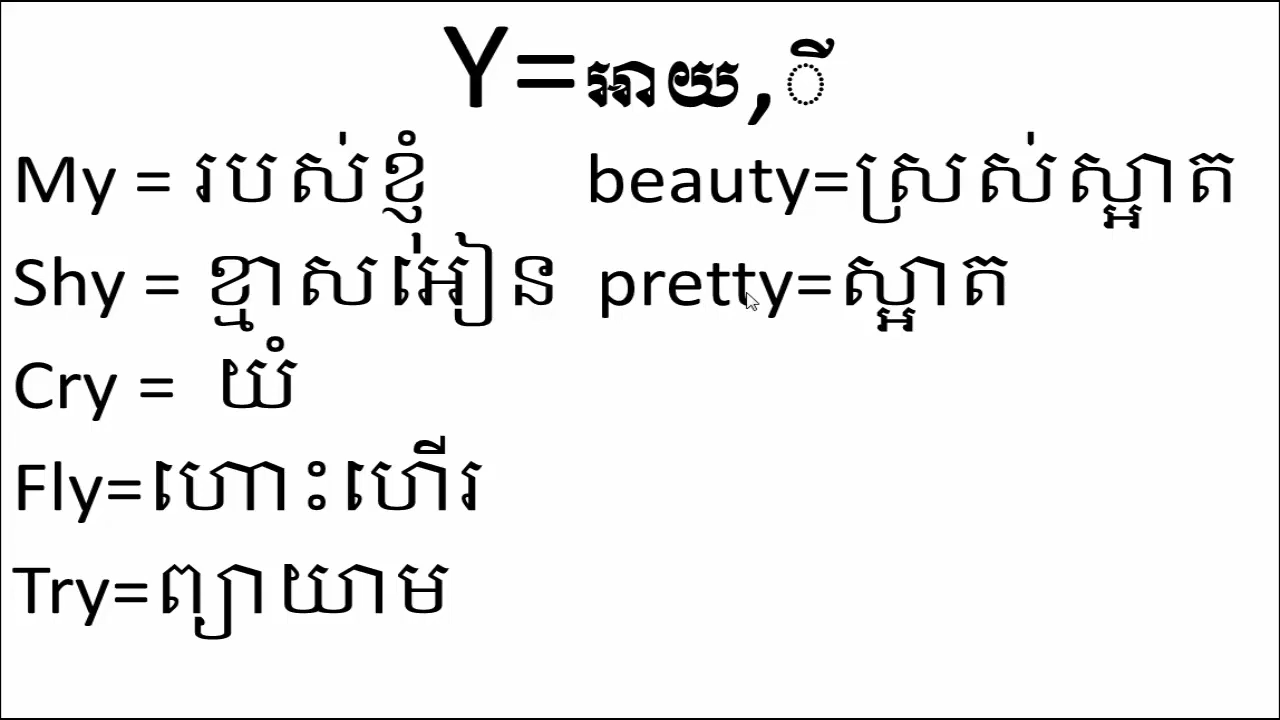 Y=អាយ,ី
My = របស់ខ្ញុំ beauty=ស្រស់ស្អាត
Shy = ខ្មាសអៀន pretty=ស្អាត
Cry = យំ
Fly=ហោះហើរ
Try=ព្យាយាម